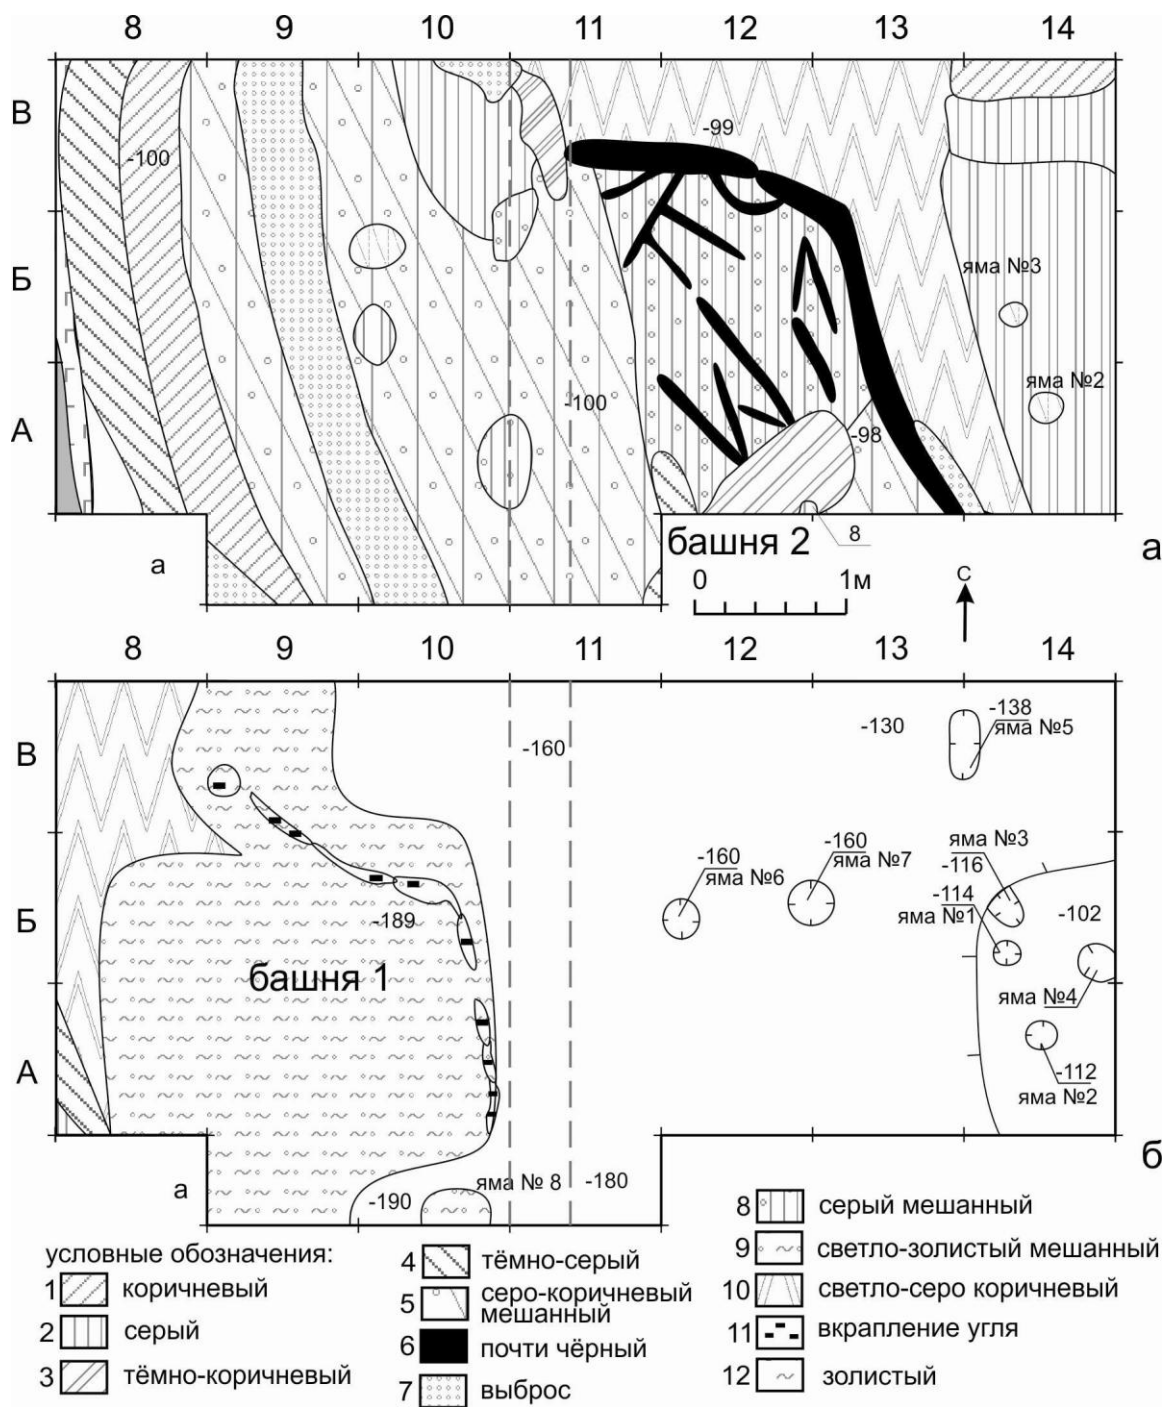 8 9 10 11 12 13 14
В
-99
-100
Б
яма №3
яма №2
А
-100
-98
8
башня 2
а
а
0 1м
С
8 9 10 11 12 13 14
В
-160
-130
-138
яма №5
-160
яма №6
-160
яма №7
яма №3
-116
-114
яма №1
-102
Б
-189
башня 1
яма №4
А
-112
яма №2
б
а
-190
яма № 8
-180
условные обозначения:
1 коричневый
2 серый
3 тёмно-коричневый
4 тёмно-серый
5 серо-коричневый
мешанный
6 почти чёрный
7 выброс
8 серый мешанный
9 светло-золистый мешанный
10 светло-серо коричневый
11 вкрапление угля
12 золистый